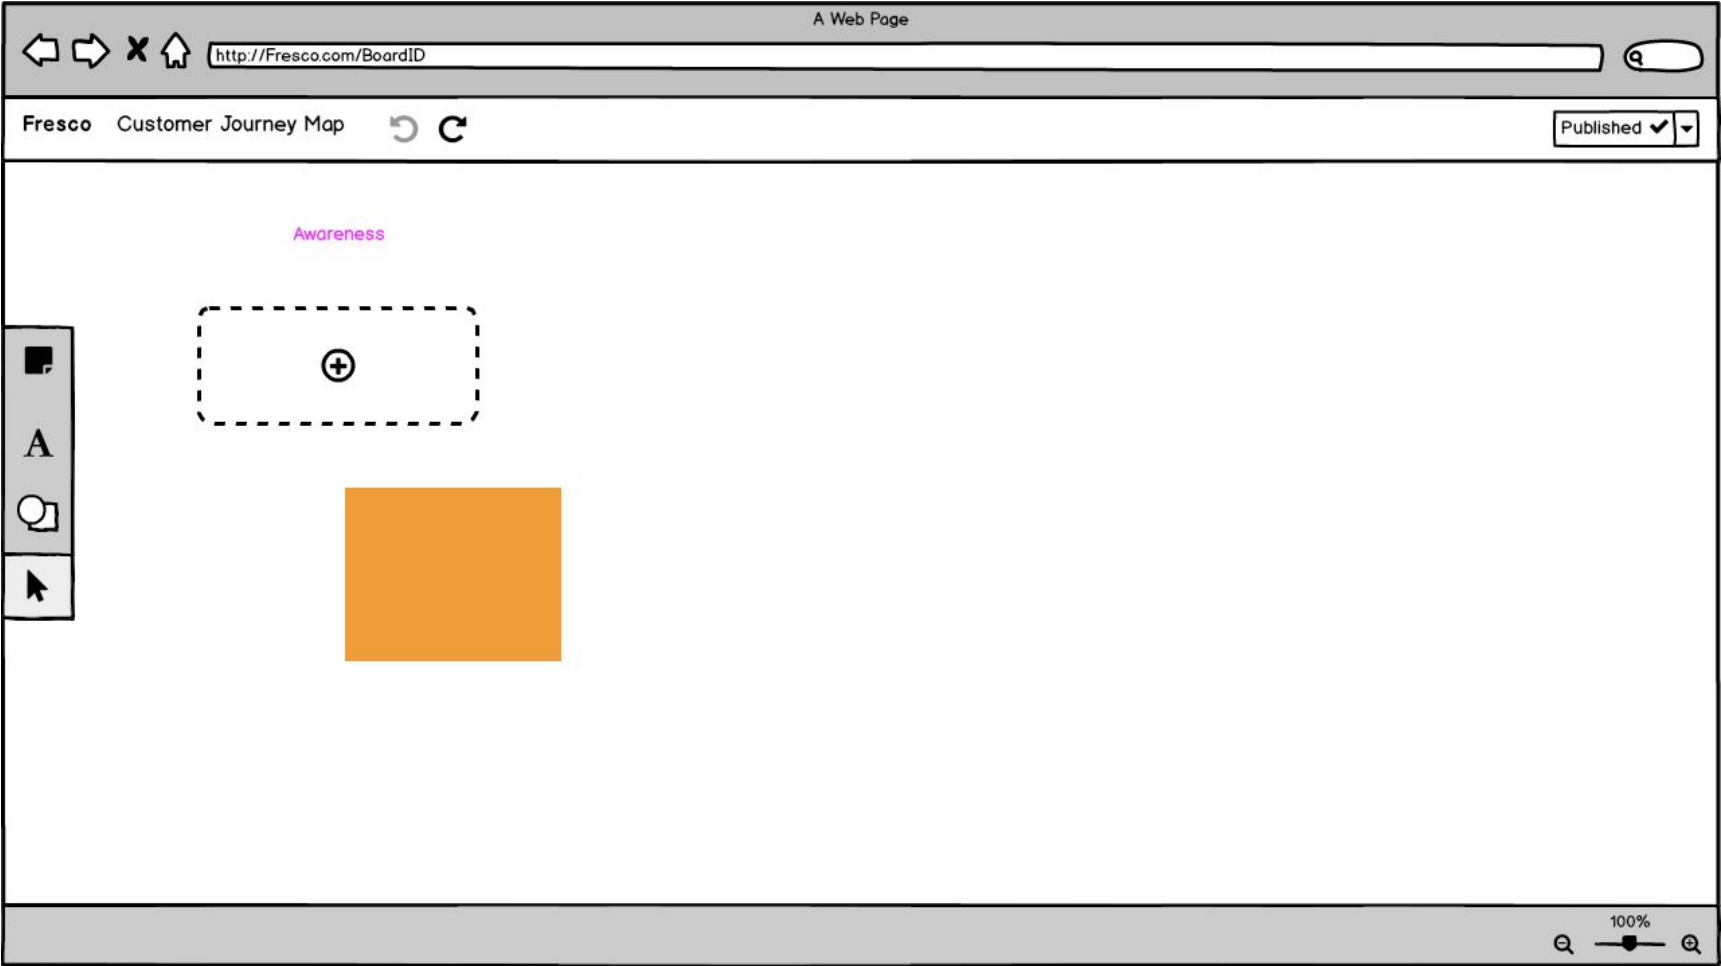 A Web Page
http://Fresco.com/BoardID
Fresco Customer Journey Map Published
Awareness
A
100%